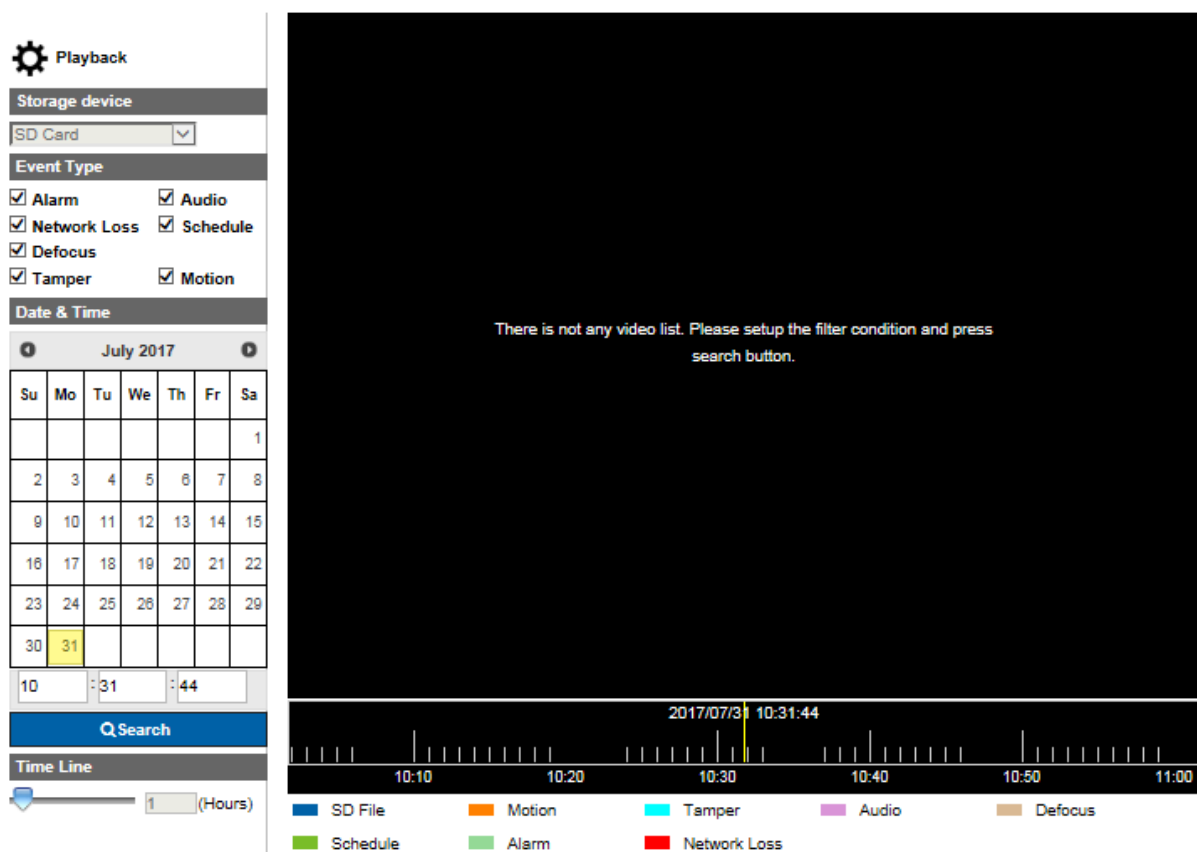 Playback
Storage device
SD Card
Event Type
Alarm Audio
Network Loss Schedule
Defocus
Tamper Motion
Date & Time
July 2017
Su Mo Tu We Th Fr Sa
1
2 3 4 5 6 7 8
9 10 11 12 13 14 15
16 17 18 19 20 21 22
23 24 25 26 27 28 29
30 31
10 : 31 : 44
Search
Time Line
1 (Hours)
There is not any video list. Please setup the filter condition and press
search button.
2017/07/31 10:31:44
10:10 10:20 10:30 10:40 10:50 11:00
SD File Motion Tamper Audio Defocus
Schedule Alarm Network Loss